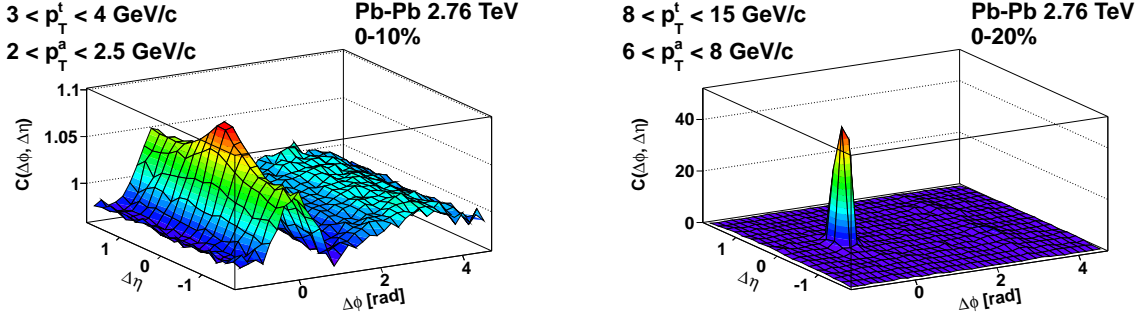 3 < p_T^t < 4 GeV/c
2 < p_T^a < 2.5 GeV/c
Pb-Pb 2.76 TeV
0-10%
C(Δϕ, Δη)
1.1
1.05
1
1
0
-1
Δη
0
2
4
Δϕ [rad]
8 < p_T^t < 15 GeV/c
6 < p_T^a < 8 GeV/c
Pb-Pb 2.76 TeV
0-20%
C(Δϕ, Δη)
40
20
0
1
0
-1
Δη
0
2
4
Δϕ [rad]